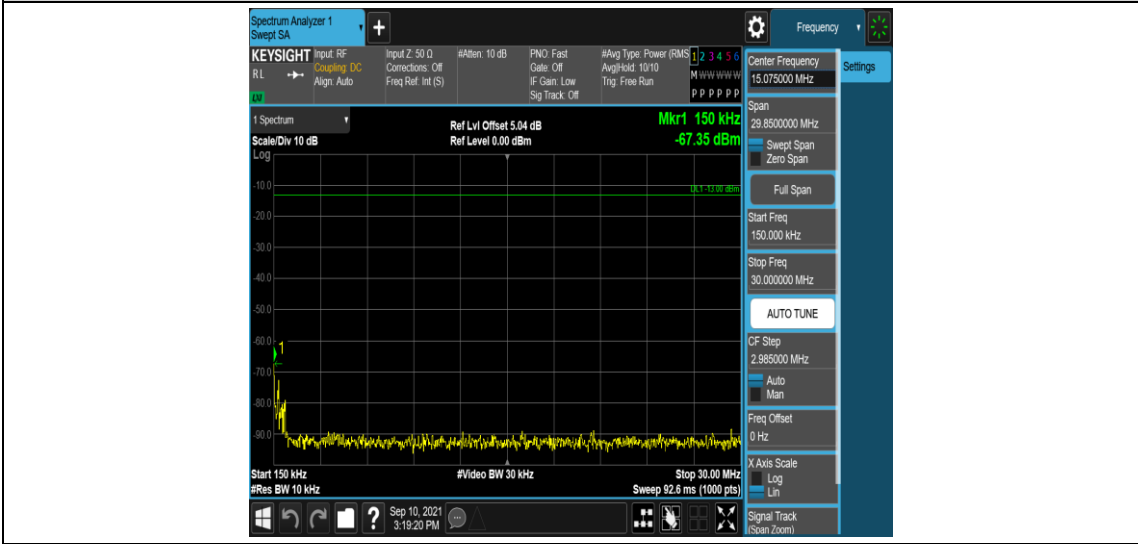 Spectrum Analyzer 1
Swept SA
+
Frequency
KEYSIGHT
RL
Input: RF
Coupling: DC
Align: Auto
Input Z: 50 Ω
Corrections: Off
Freq Ref: Int (S)
#Atten: 10 dB
PNO: Fast
Gate: Off
IF Gain: Low
Sig Track: Off
#Avg Type: Power (RMS
Avg|Hold: 10/10
Trig: Free Run
1 2 3 4 5 6
M W W W W W
P P P P P P
1 Spectrum
Scale/Div 10 dB
Log
Ref Lvl Offset 5.04 dB
Ref Level 0.00 dBm
Mkr1 150 kHz
-67.35 dBm
DL1 -13.00 dBm
-10.0
-20.0
-30.0
-40.0
-50.0
-60.0
1
-70.0
-80.0
-90.0
Start 150 kHz
#Res BW 10 kHz
#Video BW 30 kHz
Stop 30.00 MHz
Sweep 92.6 ms (1000 pts)
?
Sep 10, 2021
3:19:20 PM
Center Frequency
15.075000 MHz
Settings
Span
29.8500000 MHz
Swept Span
Zero Span
Full Span
Start Freq
150.000 kHz
Stop Freq
30.000000 MHz
AUTO TUNE
CF Step
2.985000 MHz
Auto
Man
Freq Offset
0 Hz
X Axis Scale
Log
Lin
Signal Track
(Span Zoom)